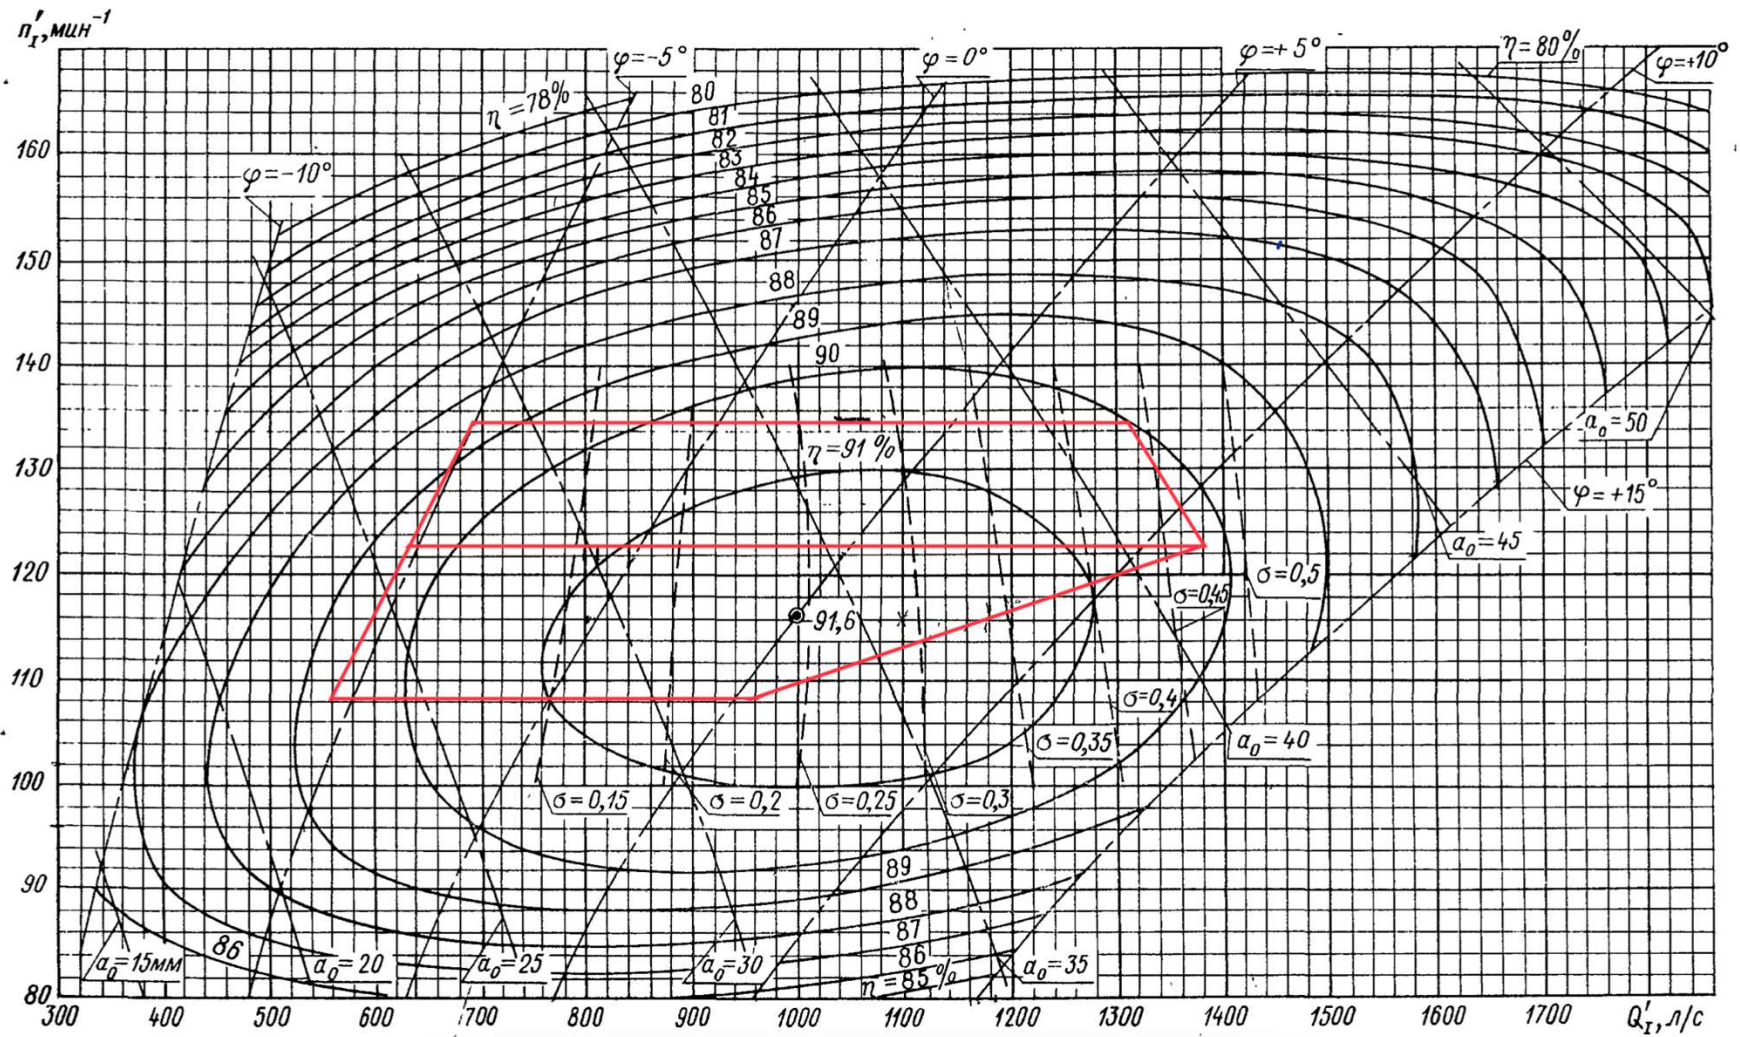 n'I, мин⁻¹
φ=-5°
φ=0°
φ=+5°
η=80%
φ=+10°
η=78%
80
81
82
83
84
85
86
87
88
89
90
φ=-10°
160
150
140
130
120
110
100
90
80
η=91%
91,6
a₀=50
φ=+15°
a₀=45
σ=0,5
σ=0,45
σ=0,4
σ=0,35
a₀=40
σ=0,15
σ=0,2
σ=0,25
σ=0,3
89
88
87
86
η=85%
86
a₀=15мм
a₀=20
a₀=25
a₀=30
a₀=35
300 400 500 600 700 800 900 1000 1100 1200 1300 1400 1500 1600 1700 Q'I, л/с